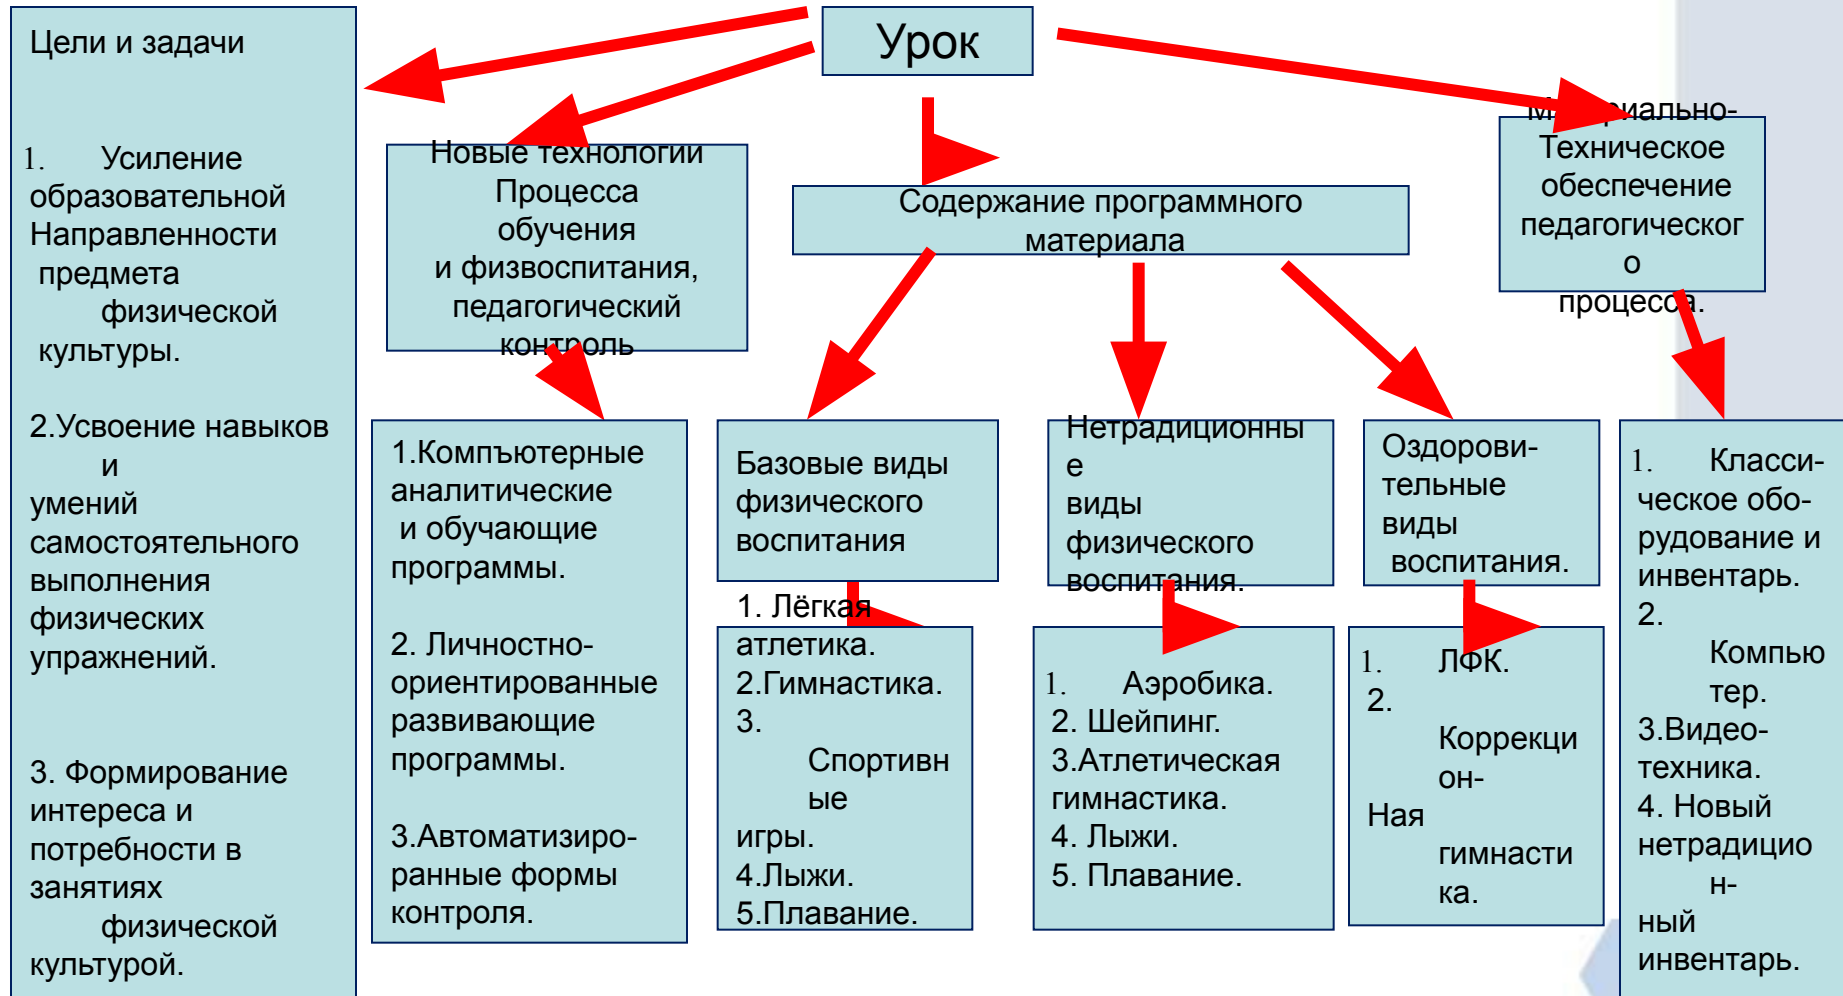 Урок
Цели и задачи
1. Усиление
образовательной
Направленности
предмета
физической
культуры.
2.Усвоение навыков
и
умений
самостоятельного
выполнения
физических
упражнений.
3. Формирование
интереса и
потребности в
занятиях
физической
культурой.
Новые технологии
Процесса
обучения
и физвоспитания,
педагогический
контроль
Содержание программного
материала
Материально-
Техническое
обеспечение
педагогическог
о
процесса.
1.Компъютерные
аналитические
и обучающие
программы.
2. Личностно-
ориентированные
развивающие
программы.
3.Автоматизиро-
ранные формы
контроля.
Базовые виды
физического
воспитания
1. Лёгкая
атлетика.
2.Гимнастика.
3.
Спортивн
ые
игры.
4.Лыжи.
5.Плавание.
Нетрадиционны
е
виды
физического
воспитания.
1. Аэробика.
2. Шейпинг.
3.Атлетическая
гимнастика.
4. Лыжи.
5. Плавание.
Оздорови-
тельные
виды
воспитания.
1. ЛФК.
2.
Коррекци
он-
Ная
гимнасти
ка.
1. Класси-
ческое обо-
рудование и
инвентарь.
2.
Компью
тер.
3.Видео-
техника.
4. Новый
нетрадицио
н-
ный
инвентарь.